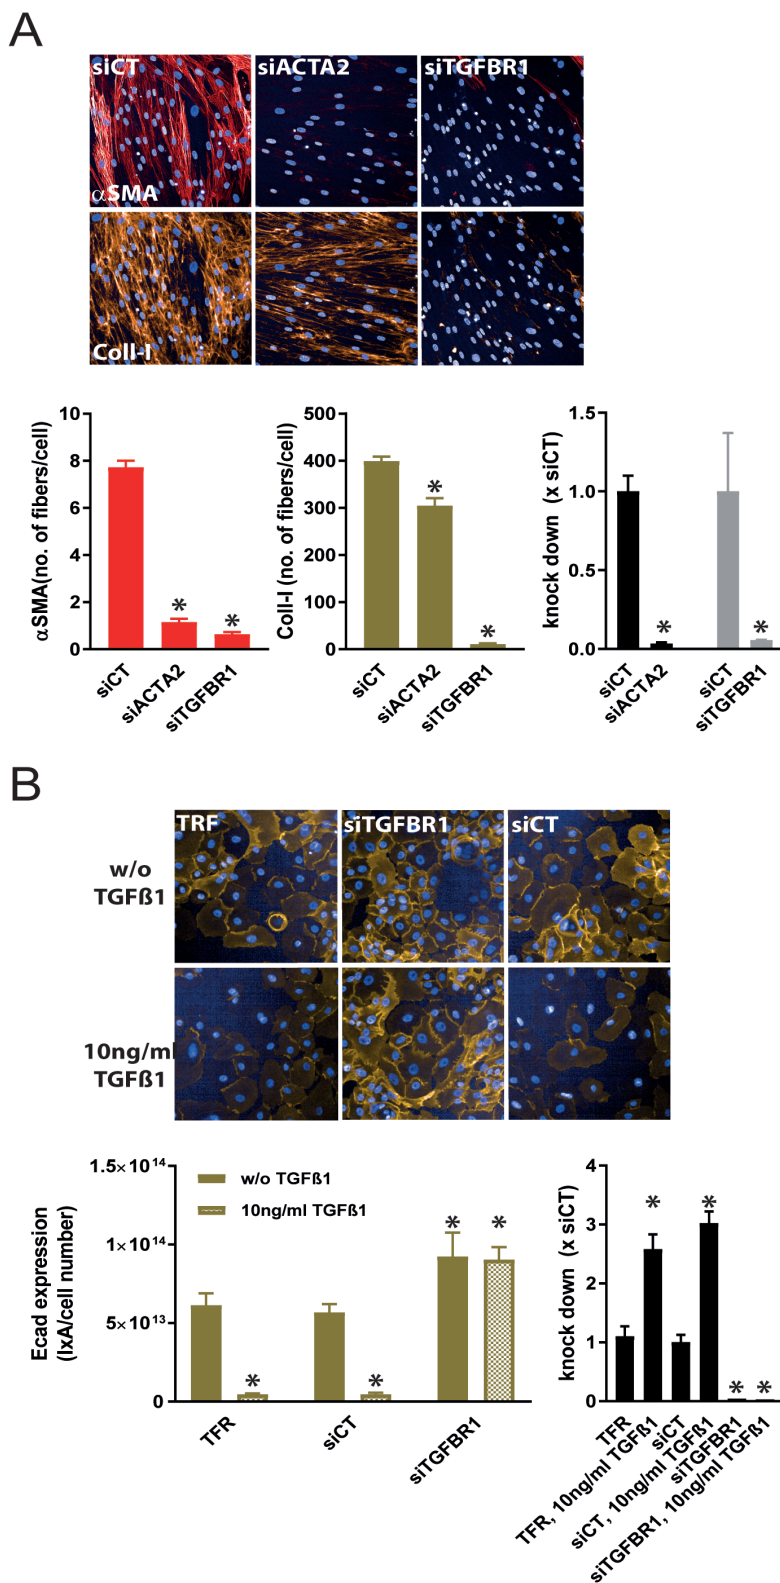 A
siCT
siACTA2
siTGFBR1
αSMA
Coll-I
αSMA(no. of fibers/cell)
10
8
6
4
2
0
*
*
siCT
siACTA2
siTGFBR1
Coll-I (no. of fibers/cell)
500
400
300
200
100
0
*
*
siCT
siACTA2
siTGFBR1
knock down (x siCT)
1.5
1.0
0.5
0.0
*
*
siCT
siACTA2
siCT
siTGFBR1
B
TRF
siTGFBR1
siCT
w/o
TGFß1
10ng/ml
TGFß1
Ecad expression
(IxA/cell number)
1.5×10¹⁴
1×10¹⁴
5×10¹³
0
w/o TGFß1
10ng/ml TGFß1
*
*
*
*
TFR
siCT
siTGFBR1
knock down (x siCT)
4
3
2
1
0
*
*
*
*
TFR
TFR, 10ng/ml TGFß1
siCT
siCT, 10ng/ml TGFß1
siTGFBR1
siTGFBR1, 10ng/ml TGFß1